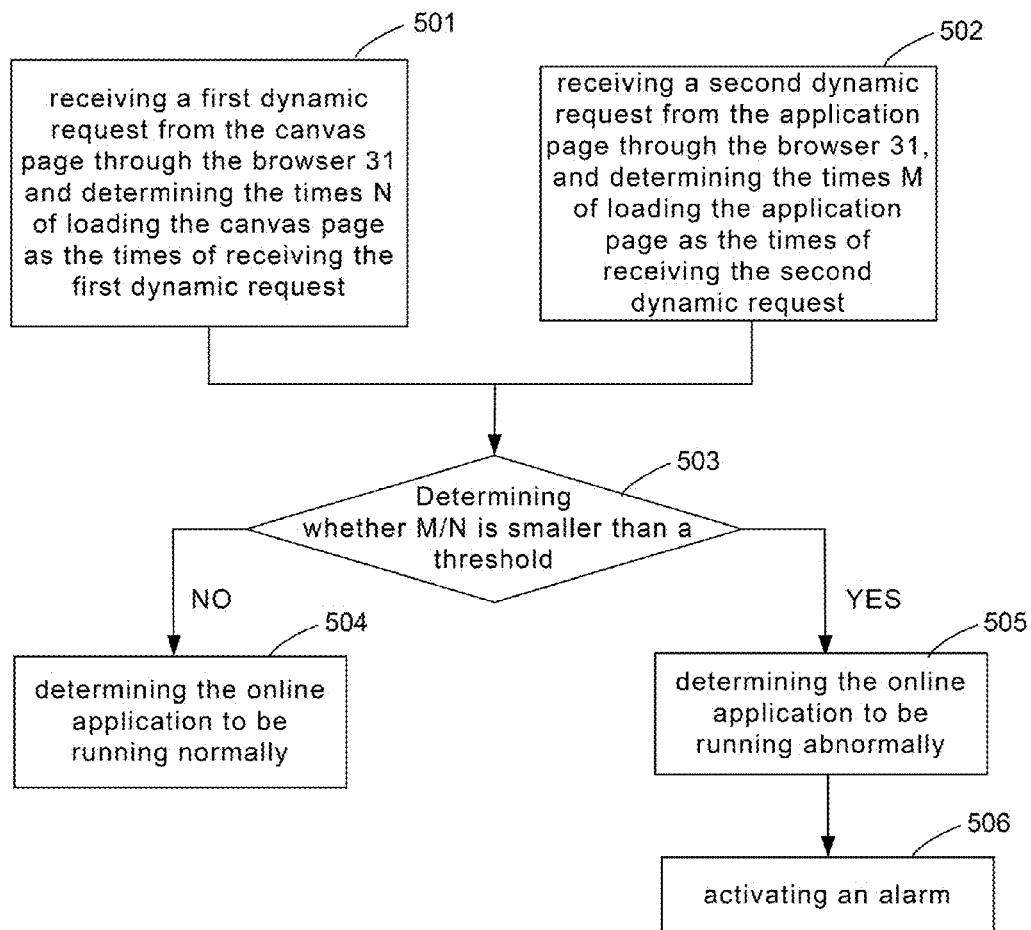 501
receiving a first dynamic
request from the canvas
page through the browser 31
and determining the times N
of loading the canvas page
as the times of receiving the
first dynamic request
502
receiving a second dynamic
request from the application
page through the browser 31,
and determining the times M
of loading the application
page as the times of
receiving the second
dynamic request
503
Determining
whether M/N is smaller than a
threshold
NO
YES
504
determining the online
application to be
running normally
505
determining the online
application to be
running abnormally
506
activating an alarm